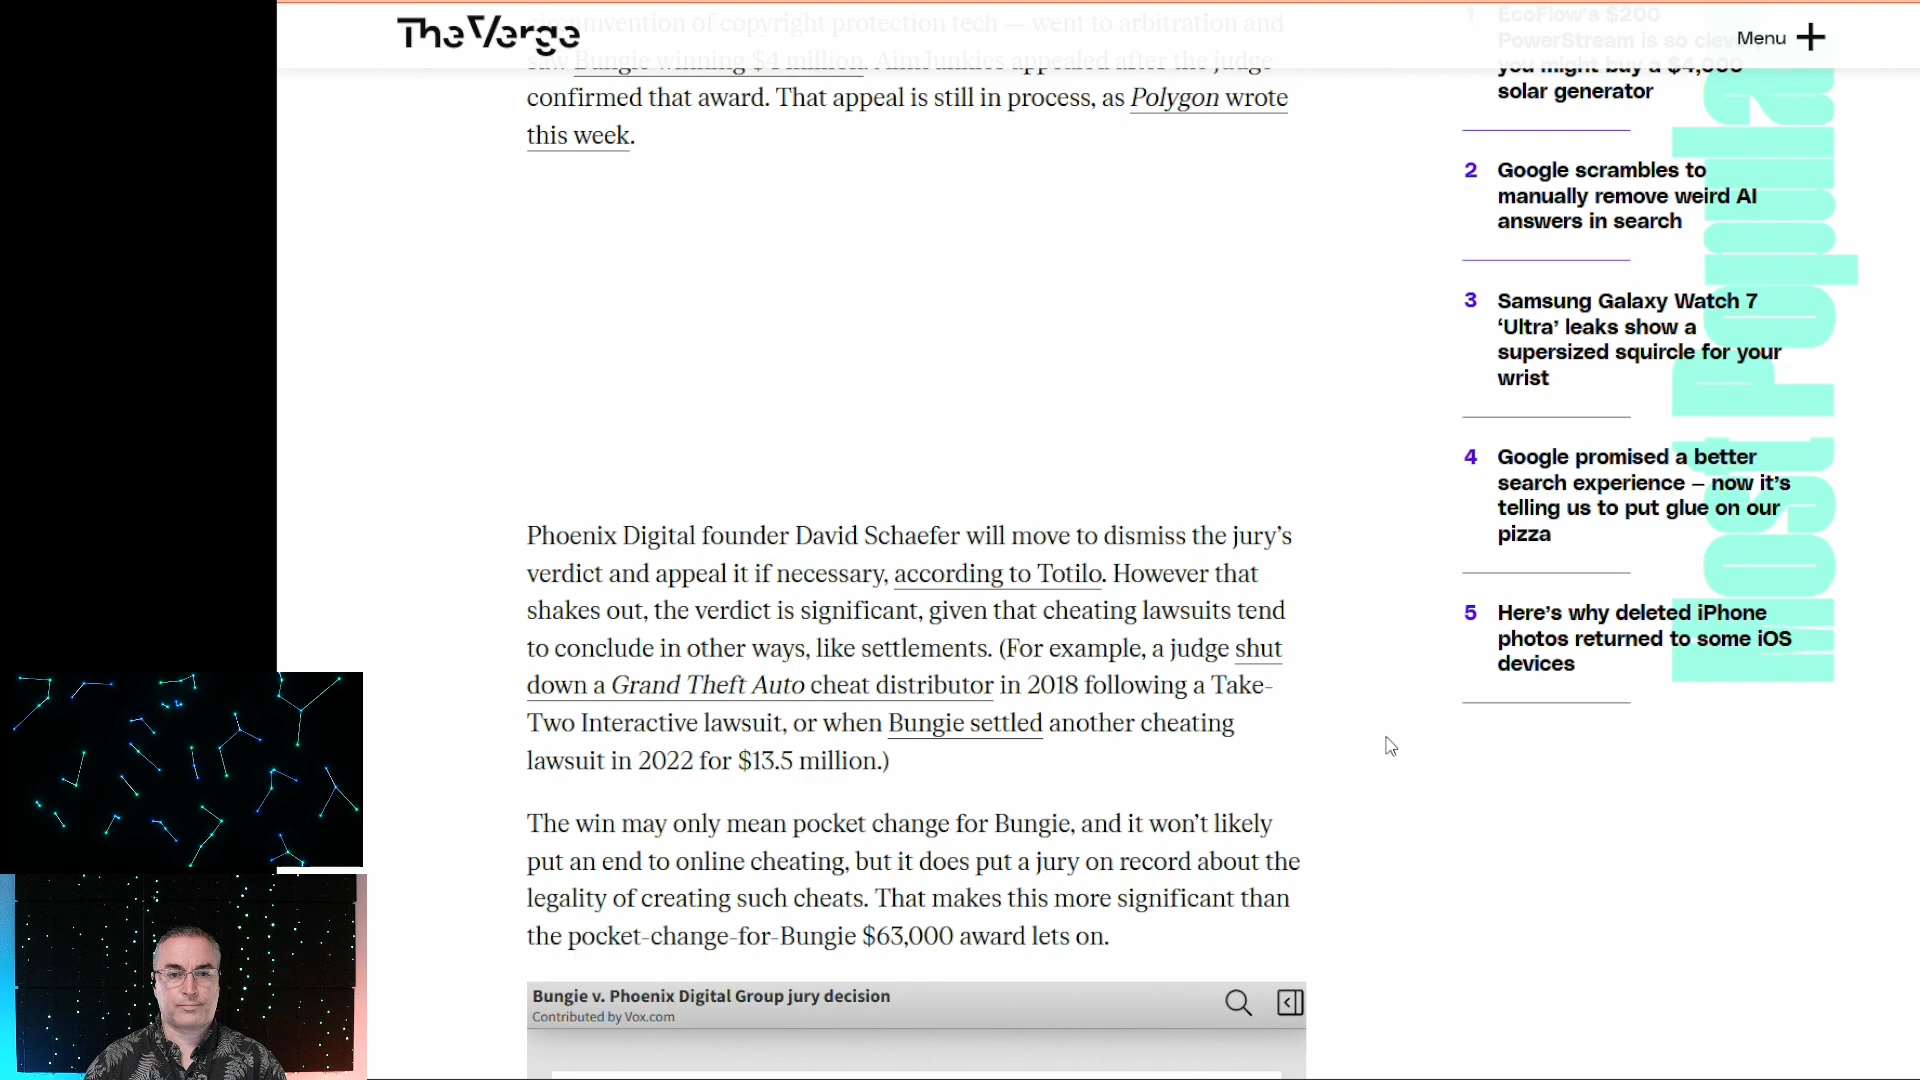 The Verge
Menu
circumvention of copyright protection tech — went to arbitration and
saw Bungie winning $4 million. AimJunkies appealed after the judge
confirmed that award. That appeal is still in process, as Polygon wrote
this week.
Phoenix Digital founder David Schaefer will move to dismiss the jury’s
verdict and appeal it if necessary, according to Totilo. However that
shakes out, the verdict is significant, given that cheating lawsuits tend
to conclude in other ways, like settlements. (For example, a judge shut
down a Grand Theft Auto cheat distributor in 2018 following a Take-
Two Interactive lawsuit, or when Bungie settled another cheating
lawsuit in 2022 for $13.5 million.)
The win may only mean pocket change for Bungie, and it won’t likely
put an end to online cheating, but it does put a jury on record about the
legality of creating such cheats. That makes this more significant than
the pocket-change-for-Bungie $63,000 award lets on.
Bungie v. Phoenix Digital Group jury decision
Contributed by Vox.com
Most Popular
1 EcoFlow’s $200
PowerStream is so clever
you might buy a $4,000
solar generator
2 Google scrambles to
manually remove weird AI
answers in search
3 Samsung Galaxy Watch 7
‘Ultra’ leaks show a
supersized squircle for your
wrist
4 Google promised a better
search experience — now it’s
telling us to put glue on our
pizza
5 Here’s why deleted iPhone
photos returned to some iOS
devices